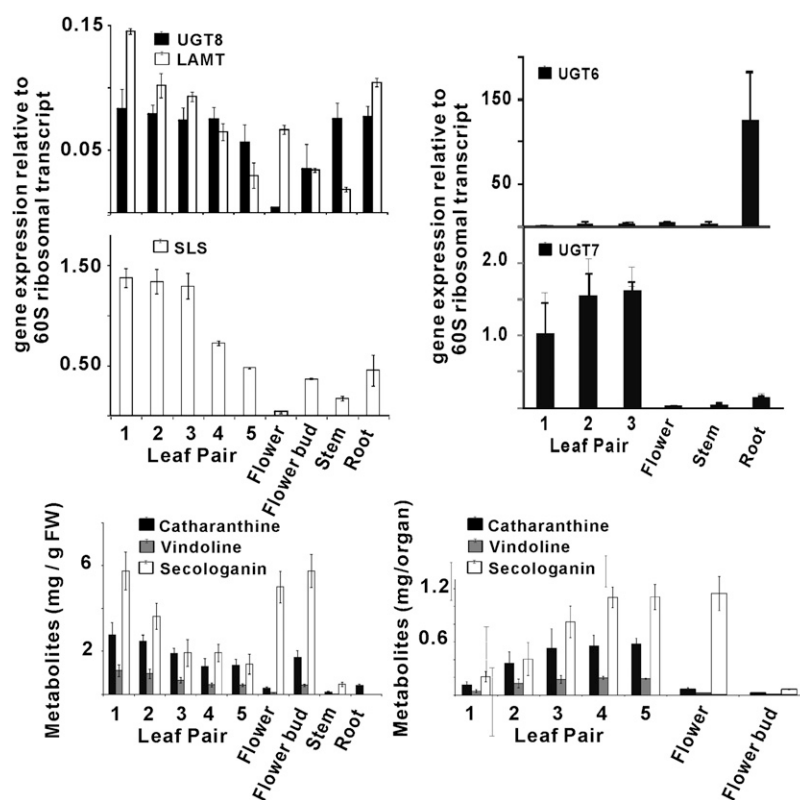 gene expression relative to
60S ribosomal transcript
0.15
0.05
UGT8
LAMT
1.50
0.50
SLS
1 2 3 4 5 Flower Flower bud Stem Root
Leaf Pair
gene expression relative to
60S ribosomal transcript
150
50
UGT6
2.0
1.0
UGT7
1 2 3 Flower Stem Root
Leaf Pair
Metabolites (mg / g FW)
6
2
Catharanthine
Vindoline
Secologanin
1 2 3 4 5 Flower Flower bud Stem Root
Leaf Pair
Metabolites (mg/organ)
1.2
0.6
Catharanthine
Vindoline
Secologanin
1 2 3 4 5 Flower Flower bud
Leaf Pair